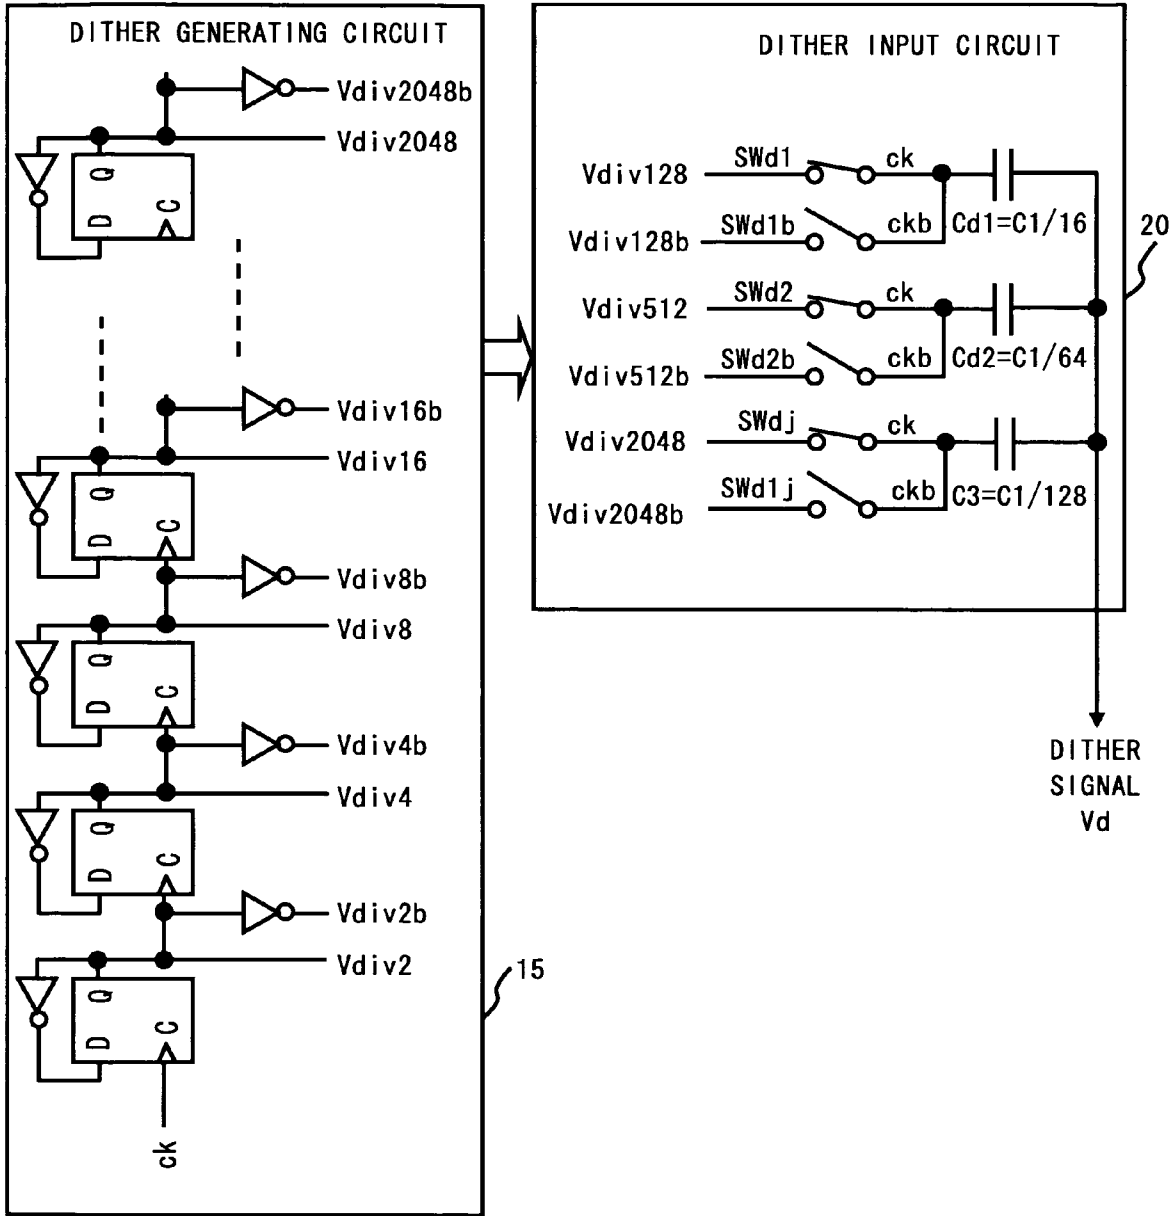 DITHER GENERATING CIRCUIT
Vdiv2048b
Vdiv2048
Q
D
C
Vdiv16b
Vdiv16
Q
D
C
Vdiv8b
Vdiv8
Q
D
C
Vdiv4b
Vdiv4
Q
D
C
Vdiv2b
Vdiv2
Q
D
C
ck
15
DITHER INPUT CIRCUIT
Vdiv128
SWd1
ck
Vdiv128b
SWd1b
ckb
Cd1=C1/16
20
Vdiv512
SWd2
ck
Vdiv512b
SWd2b
ckb
Cd2=C1/64
Vdiv2048
SWdj
ck
Vdiv2048b
SWd1j
ckb
C3=C1/128
DITHER
SIGNAL
Vd